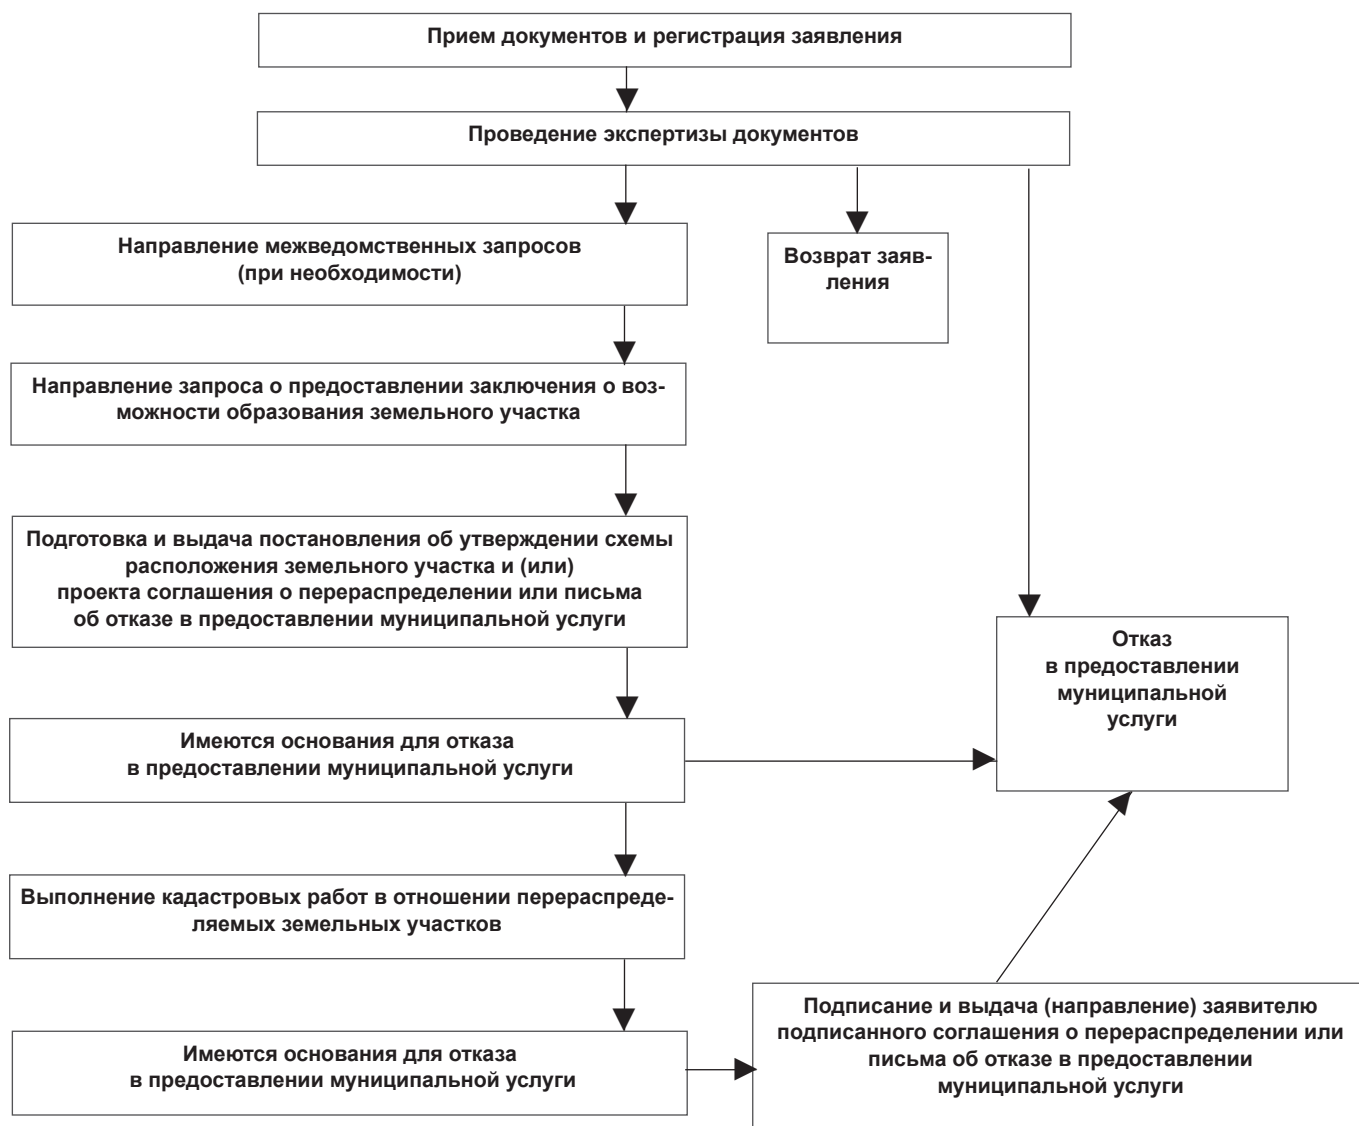 Прием документов и регистрация заявления
Проведение экспертизы документов
Направление межведомственных запросов
(при необходимости)
Возврат заяв-
ления
Направление запроса о предоставлении заключения о воз-
можности образования земельного участка
Подготовка и выдача постановления об утверждении схемы
расположения земельного участка и (или)
проекта соглашения о перераспределении или письма
об отказе в предоставлении муниципальной услуги
Отказ
в предоставлении
муниципальной
услуги
Имеются основания для отказа
в предоставлении муниципальной услуги
Выполнение кадастровых работ в отношении перераспреде-
ляемых земельных участков
Имеются основания для отказа
в предоставлении муниципальной услуги
Подписание и выдача (направление) заявителю
подписанного соглашения о перераспределении или
письма об отказе в предоставлении
муниципальной услуги